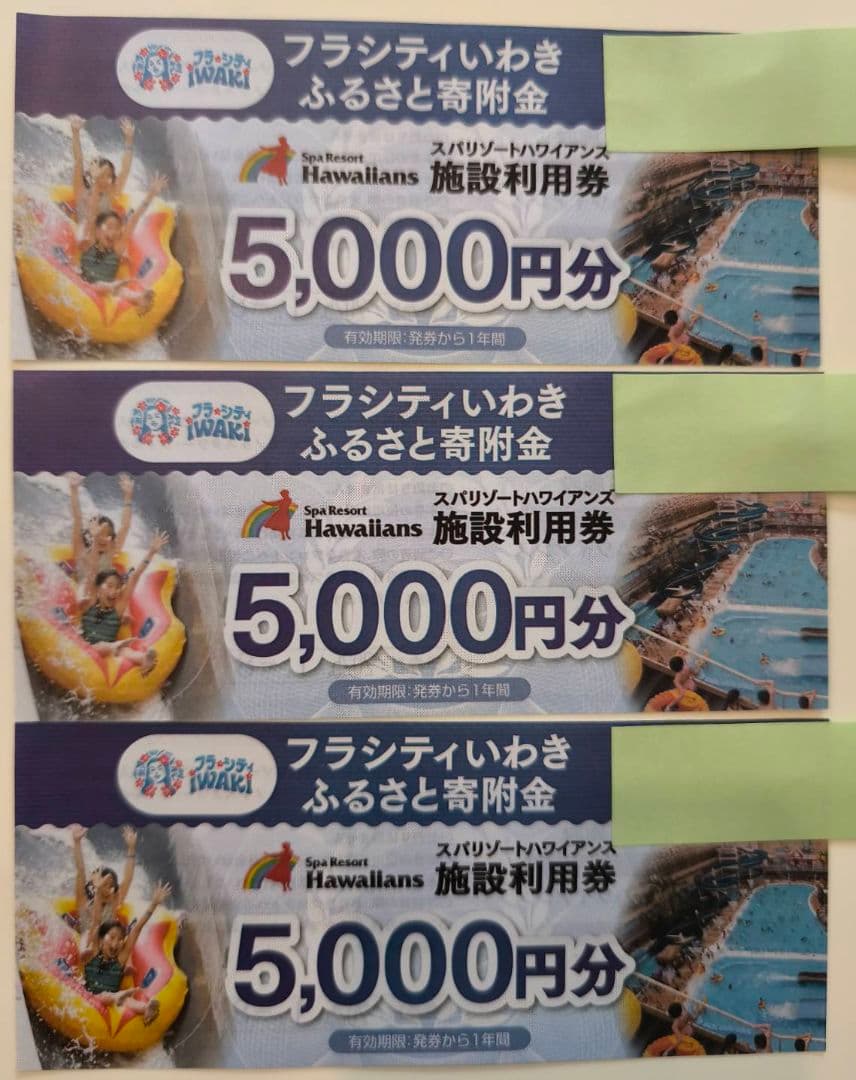 フラ★シティ
IWAKI
フラシティいわき
ふるさと寄附金
Spa Resort
Hawaiians
スパリゾートハワイアンズ
施設利用券
5,000円分
有効期限:発券から1年間
フラ★シティ
IWAKI
フラシティいわき
ふるさと寄附金
Spa Resort
Hawaiians
スパリゾートハワイアンズ
施設利用券
5,000円分
有効期限:発券から1年間
フラ★シティ
IWAKI
フラシティいわき
ふるさと寄附金
Spa Resort
Hawaiians
スパリゾートハワイアンズ
施設利用券
5,000円分
有効期限:発券から1年間